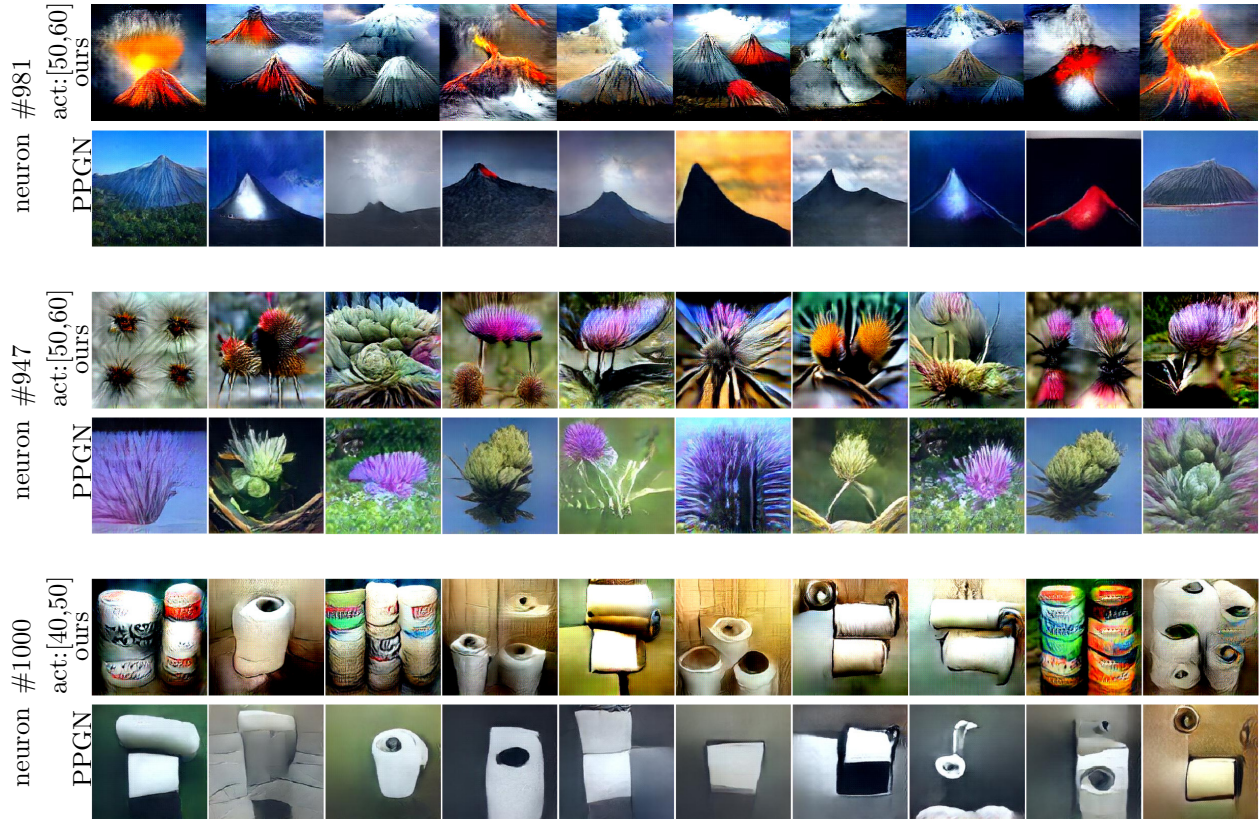 neuron #981
act:[50,60]
ours
PPGN
neuron #947
act:[50,60]
ours
PPGN
neuron #1000
act:[40,50]
ours
PPGN